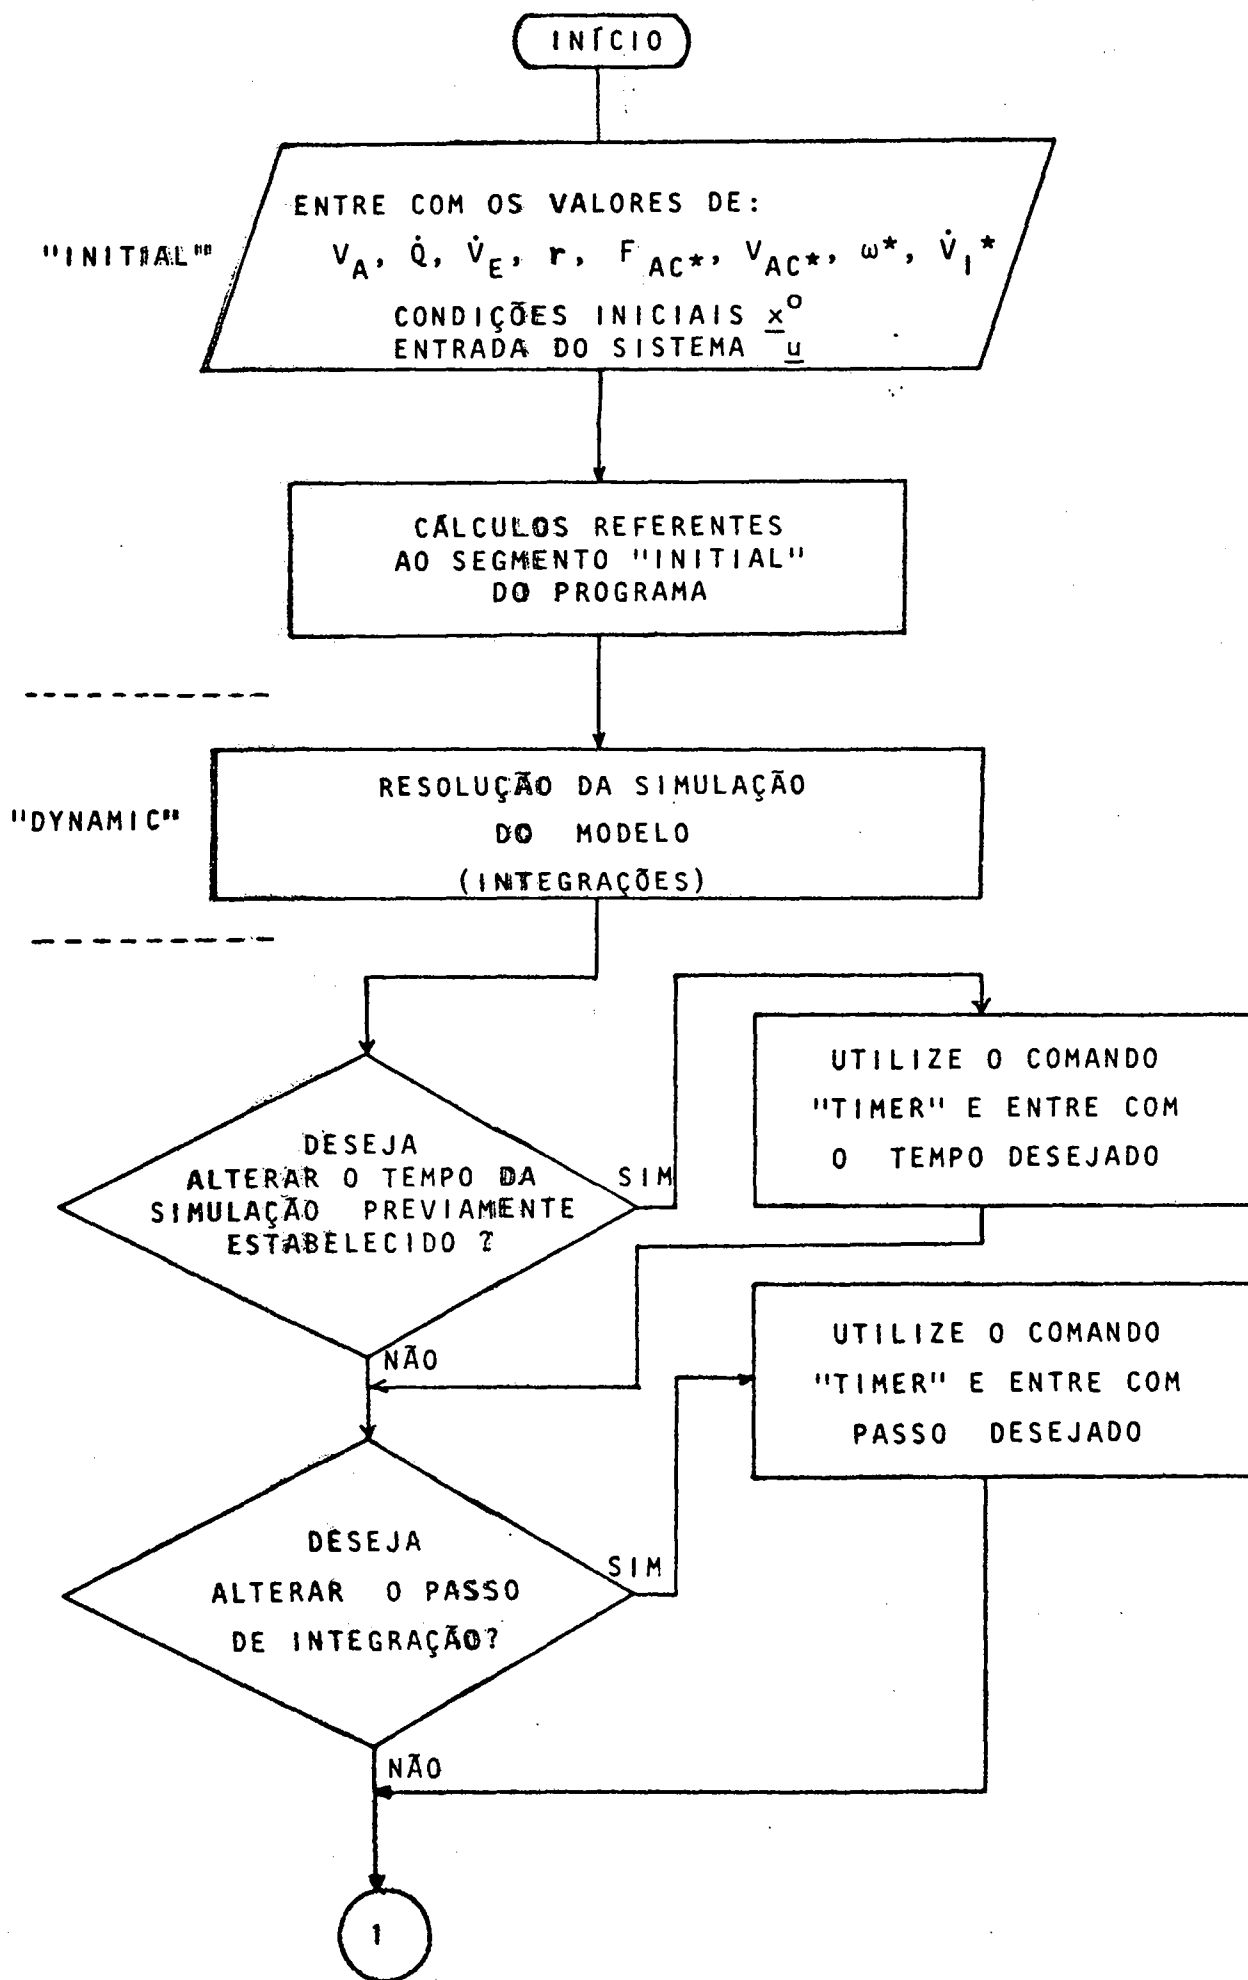 INÍCIO
ENTRE COM OS VALORES DE:
"INITIAL"
V_A, Q̇, V̇_E, r, F_AC*, V_AC*, ω*, V̇_I*
CONDIÇÕES INICIAIS x^o
ENTRADA DO SISTEMA u
CÁLCULOS REFERENTES
AO SEGMENTO "INITIAL"
DO PROGRAMA
"DYNAMIC"
RESOLUÇÃO DA SIMULAÇÃO
DO MODELO
(INTEGRAÇÕES)
DESEJA
ALTERAR O TEMPO DA
SIMULAÇÃO PREVIAMENTE
ESTABELECIDO ?
SIM
UTILIZE O COMANDO
"TIMER" E ENTRE COM
O TEMPO DESEJADO
NÃO
DESEJA
ALTERAR O PASSO
DE INTEGRAÇÃO?
SIM
UTILIZE O COMANDO
"TIMER" E ENTRE COM
PASSO DESEJADO
NÃO
1